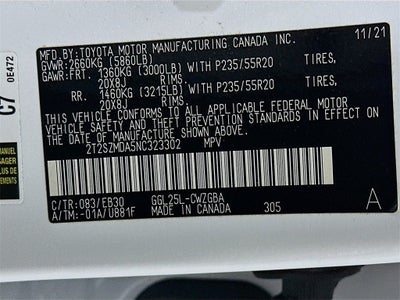 MFD. BY: TOYOTA MOTOR MANUFACTURING CANADA INC. 11/21
GVWR: 2660KG (5860LB)
GAWR: FRT. 1360KG (3000LB) WITH P235/55R20 TIRES,
20X8J RIMS,
RR. 1460KG (3215LB) WITH P235/55R20 TIRES,
20X8J RIMS,
THIS VEHICLE CONFORMS TO ALL APPLICABLE FEDERAL MOTOR
VEHICLE SAFETY AND THEFT PREVENTION STANDARDS IN EFFECT ON
THE DATE OF MANUFACTURE SHOWN ABOVE.
2T2SZMDA5NC323302 MPV
C/TR: 083/EB30 GGL25L-CWZGBA A
A/TM: -01A/U881F MADE IN CANADA 305
C7
0E472